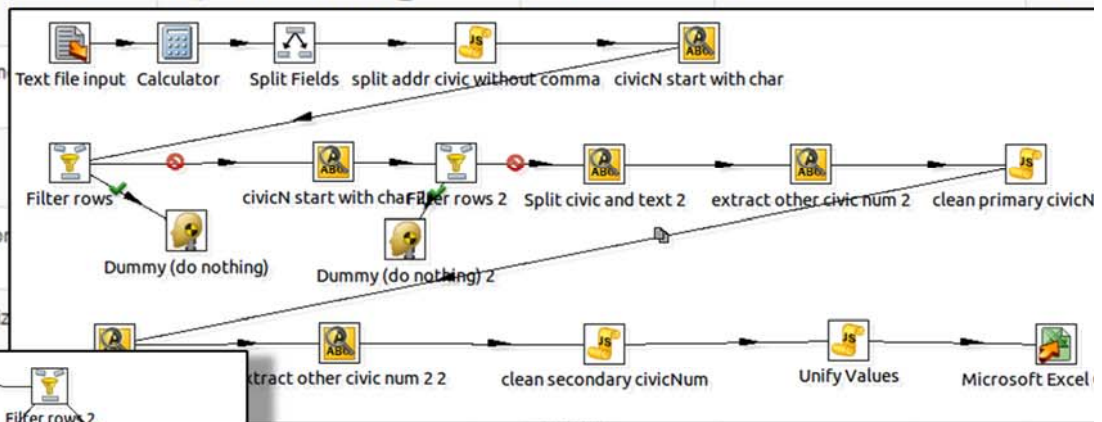 Text file input Calculator Split Fields split addr civic without comma civicN start with char
Filter rows civicN start with char 2 Filter rows 2 Split civic and text 2 extract other civic num 2 clean primary civicN
Dummy (do nothing) Dummy (do nothing) 2
xtract other civic num 2 2 clean secondary civicNum Unify Values Microsoft Excel
Filter rows 2